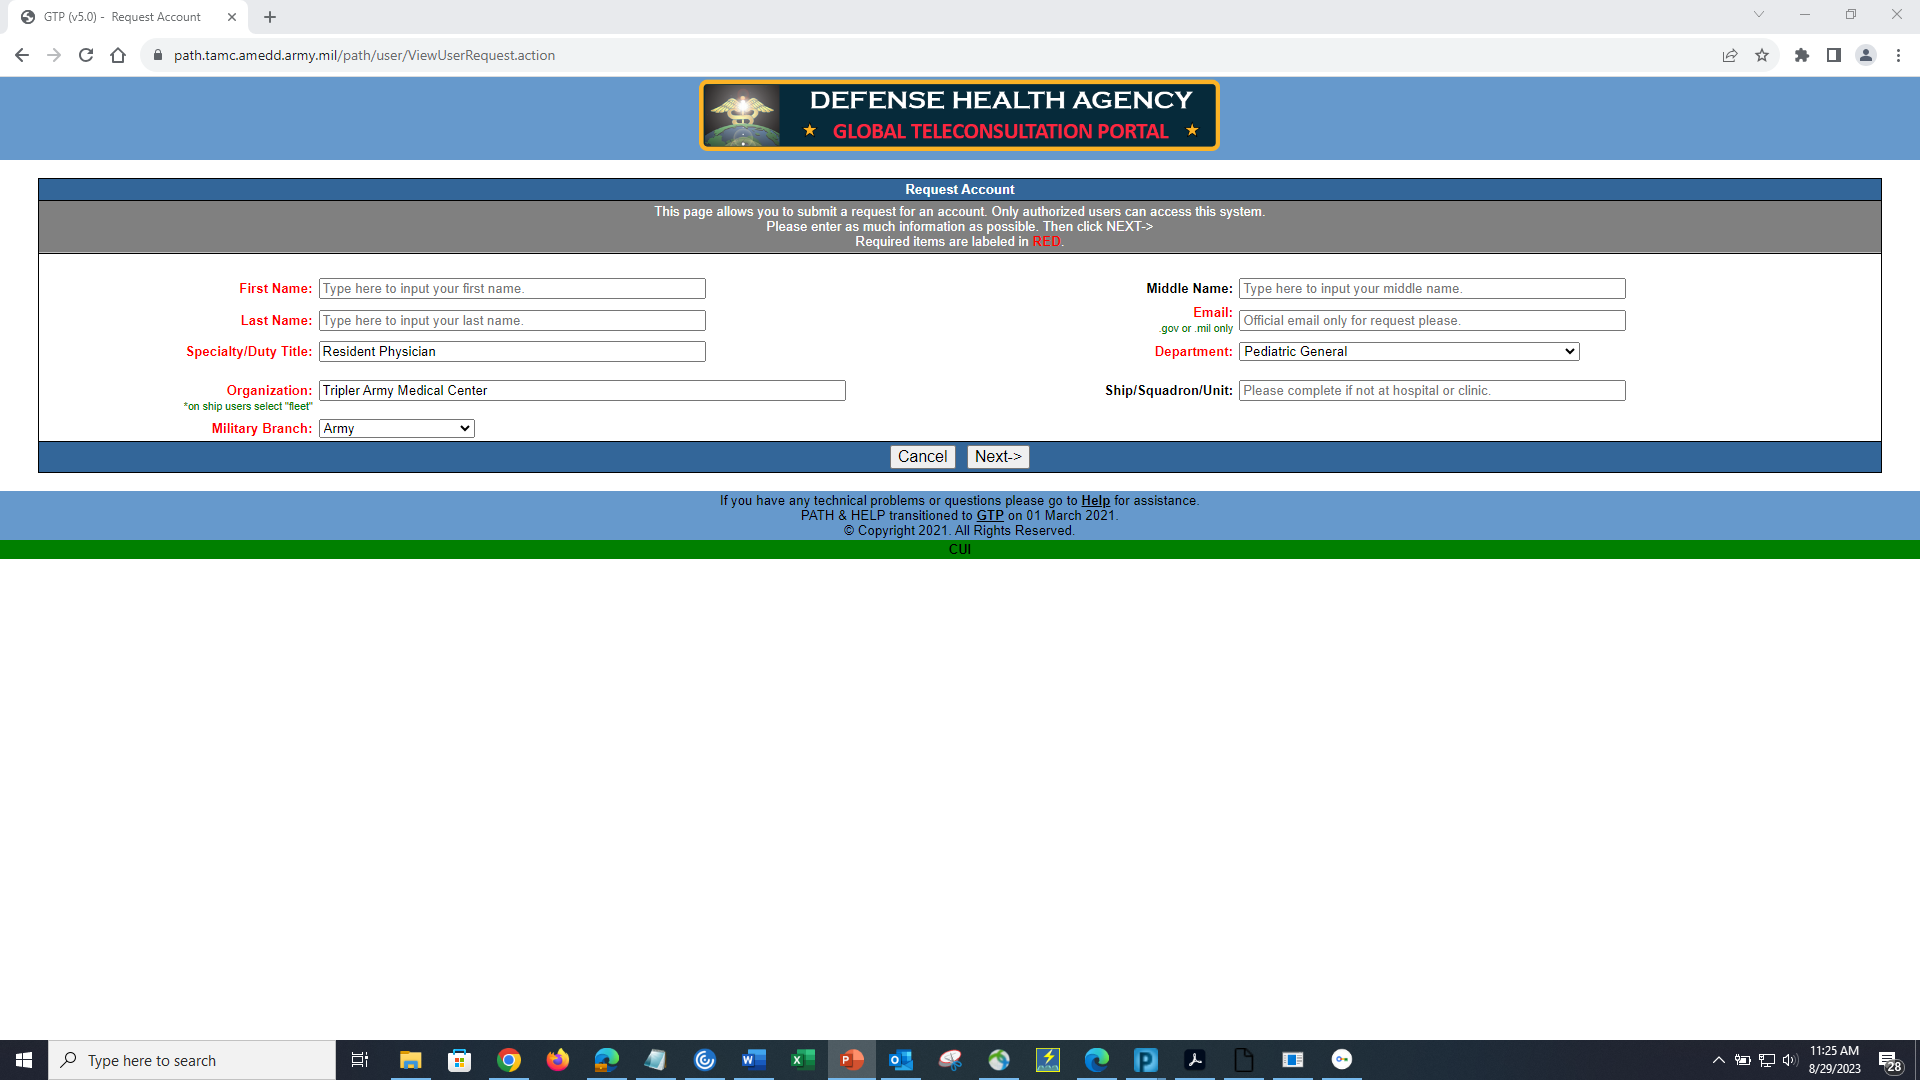 GTP (v5.0) - Request Account
path.tamc.amedd.army.mil/path/user/ViewUserRequest.action
DEFENSE HEALTH AGENCY
GLOBAL TELECONSULTATION PORTAL
Request Account
This page allows you to submit a request for an account. Only authorized users can access this system.
Please enter as much information as possible. Then click NEXT->
Required items are labeled in RED.
First Name: Type here to input your first name.
Middle Name: Type here to input your middle name.
Last Name: Type here to input your last name.
Email: Official email only for request please.
.gov or .mil only
Specialty/Duty Title: Resident Physician
Department: Pediatric General
Organization: Tripler Army Medical Center
*on ship users select "fleet"
Ship/Squadron/Unit: Please complete if not at hospital or clinic.
Military Branch: Army
Cancel Next->
If you have any technical problems or questions please go to Help for assistance.
PATH & HELP transitioned to GTP on 01 March 2021.
© Copyright 2021. All Rights Reserved.
CUI
Type here to search
11:25 AM
8/29/2023
28